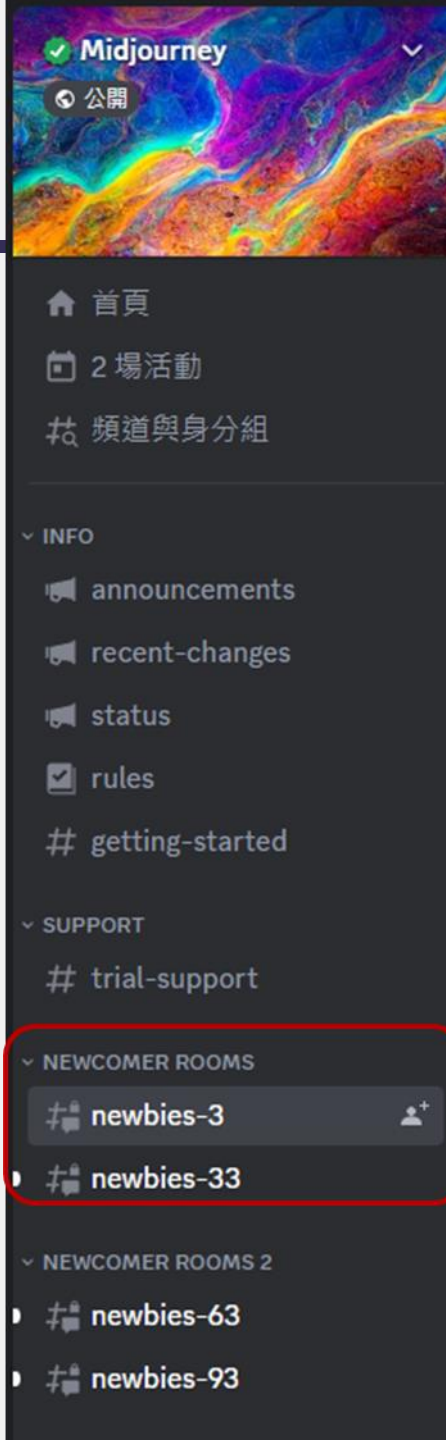 Midjourney
公開
首頁
2 場活動
頻道與身分組
INFO
announcements
recent-changes
status
rules
getting-started
SUPPORT
trial-support
NEWCOMER ROOMS
newbies-3
newbies-33
NEWCOMER ROOMS 2
newbies-63
newbies-93